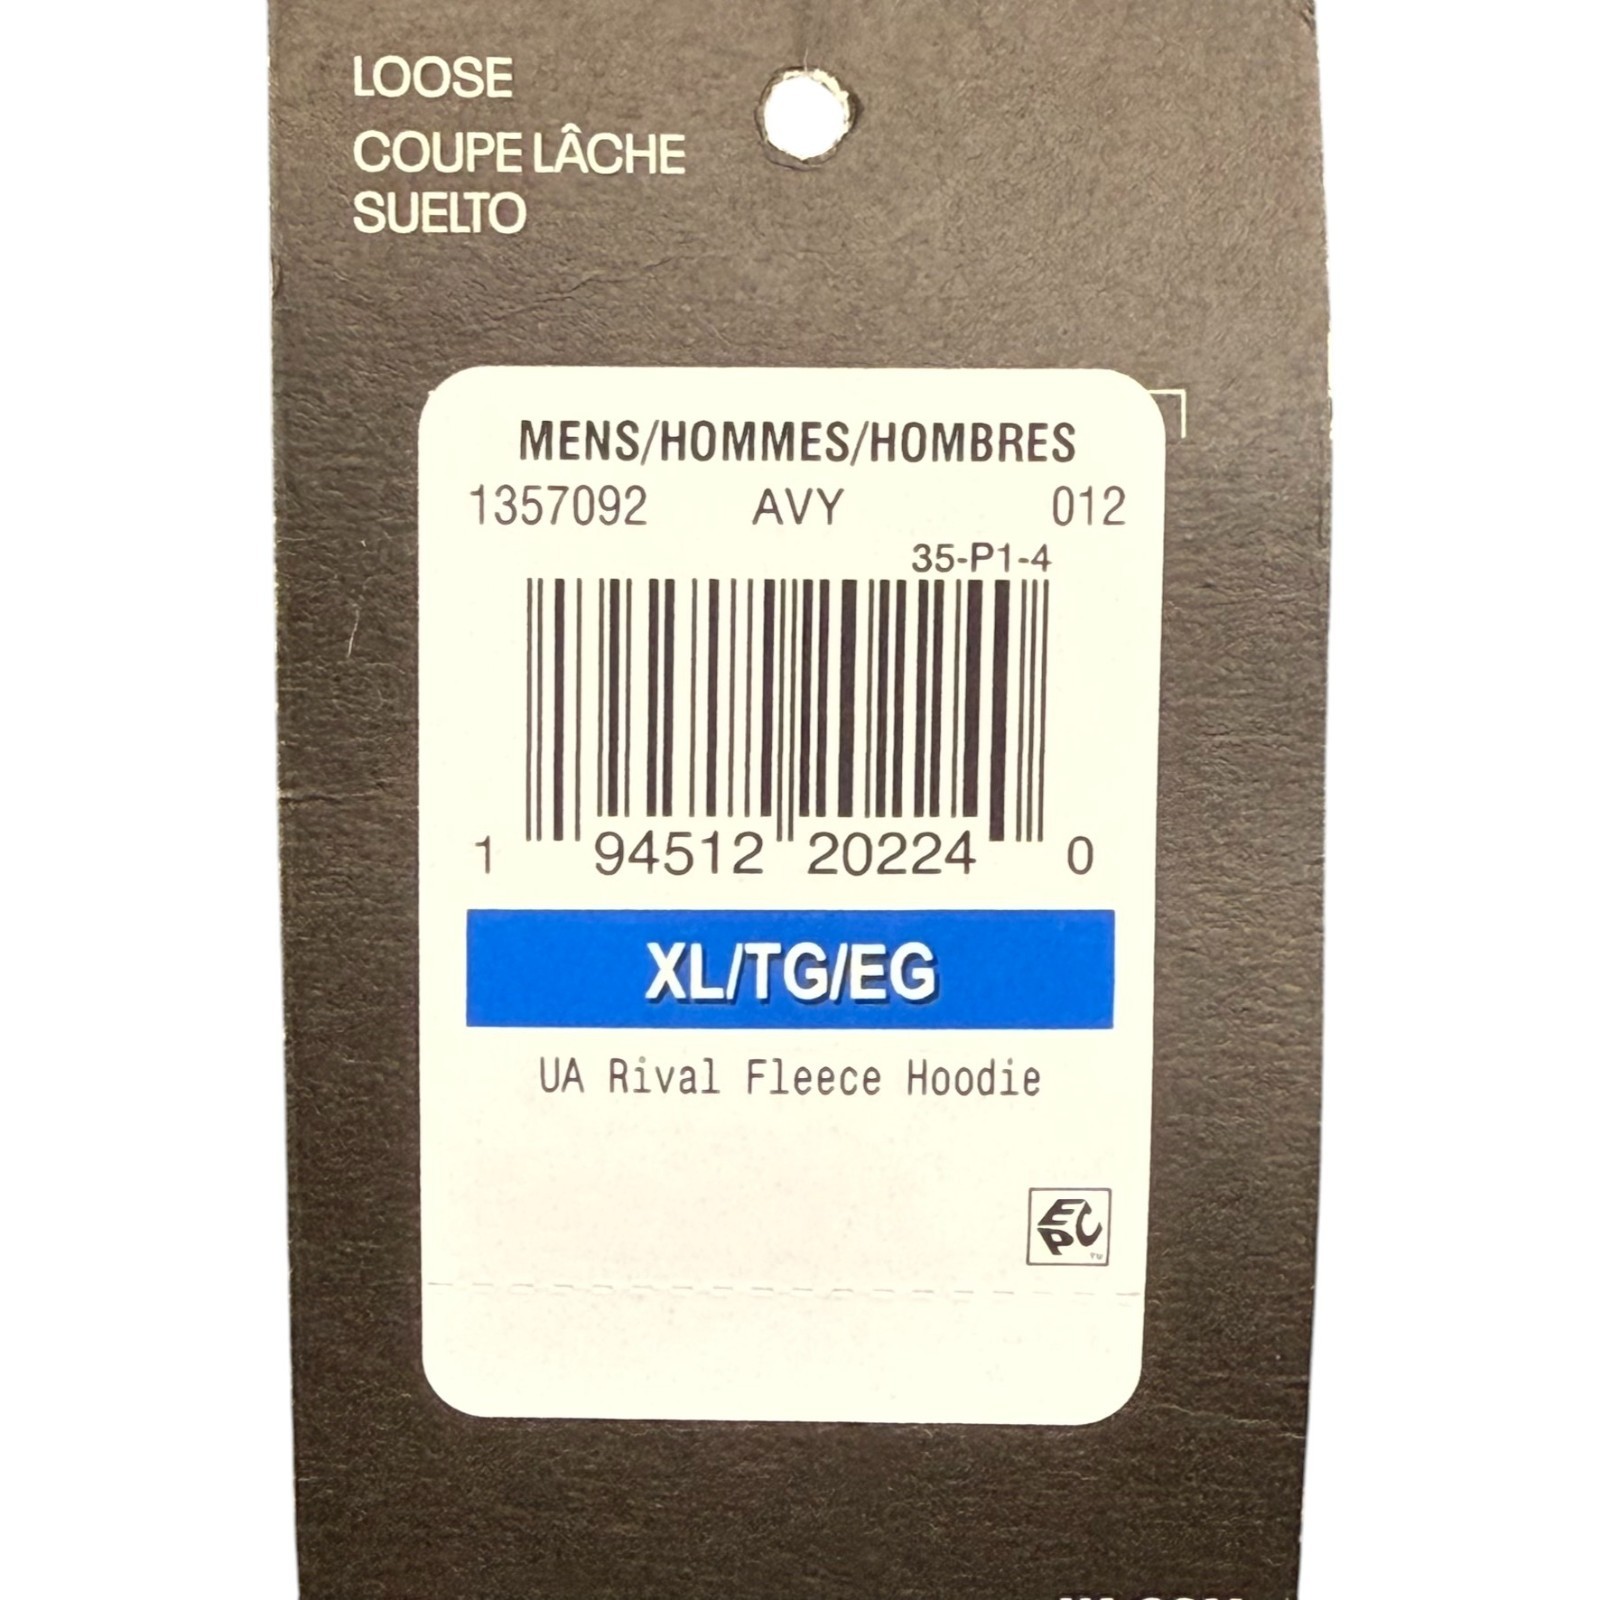 LOOSE
COUPE LÂCHE
SUELTO
MENS/HOMMES/HOMBRES
1357092 AVY 012
35-P1-4
1 94512 20224 0
XL/TG/EG
UA Rival Fleece Hoodie
EPC TM